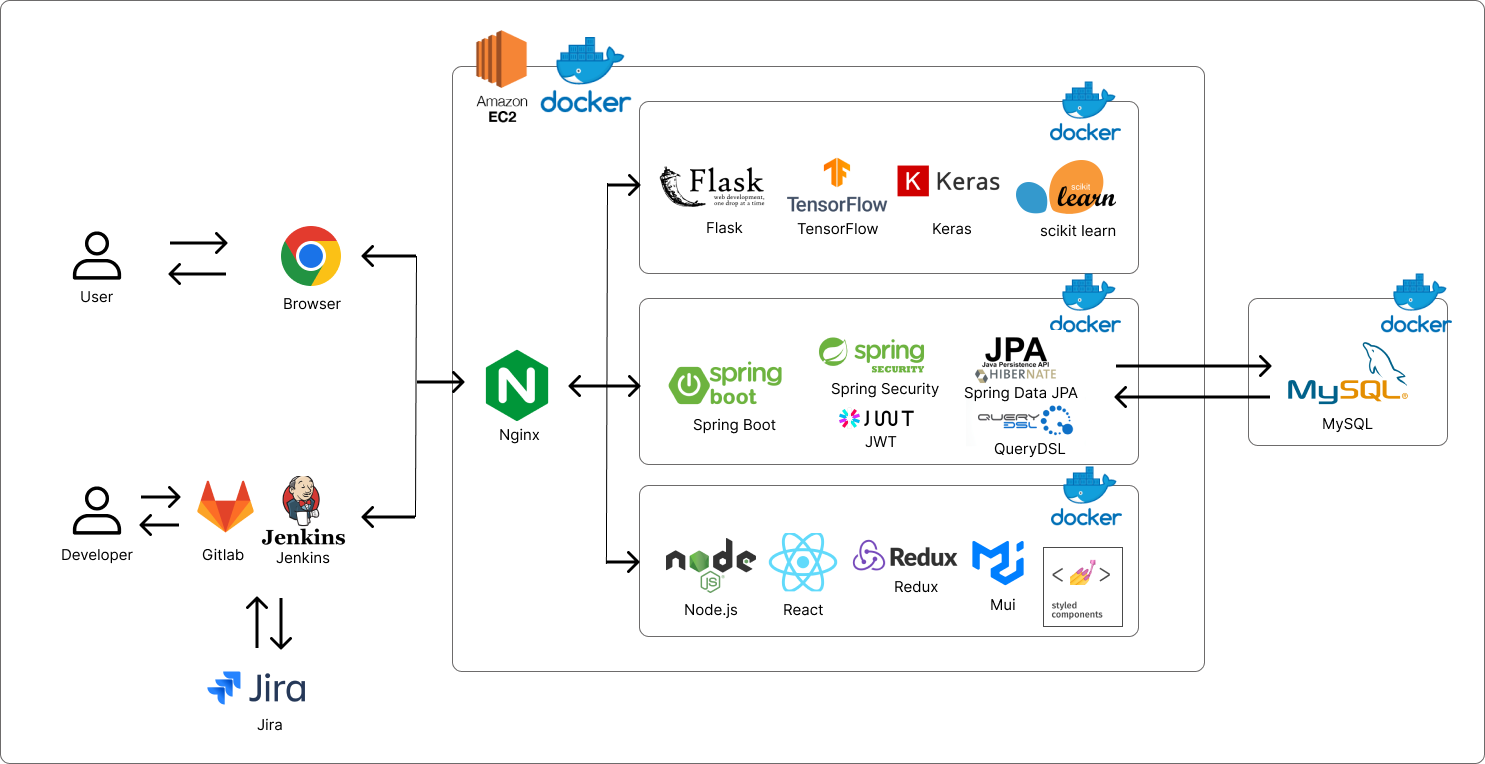 Amazon
EC2
docker
docker
Flask
web development,
one drop at a time
Flask
TensorFlow
TensorFlow
K Keras
Keras
scikit
learn
scikit learn
User
Browser
Nginx
docker
spring
boot
Spring Boot
spring
SECURITY
Spring Security
JWT
JWT
JPA
Java Persistence API
HIBERNATE
Spring Data JPA
QUERY
DSL
QueryDSL
docker
MySQL®
MySQL
Developer
Gitlab
Jenkins
Jenkins
Jira
Jira
docker
node
JS
Node.js
React
Redux
Redux
Mui
< >
styled
components